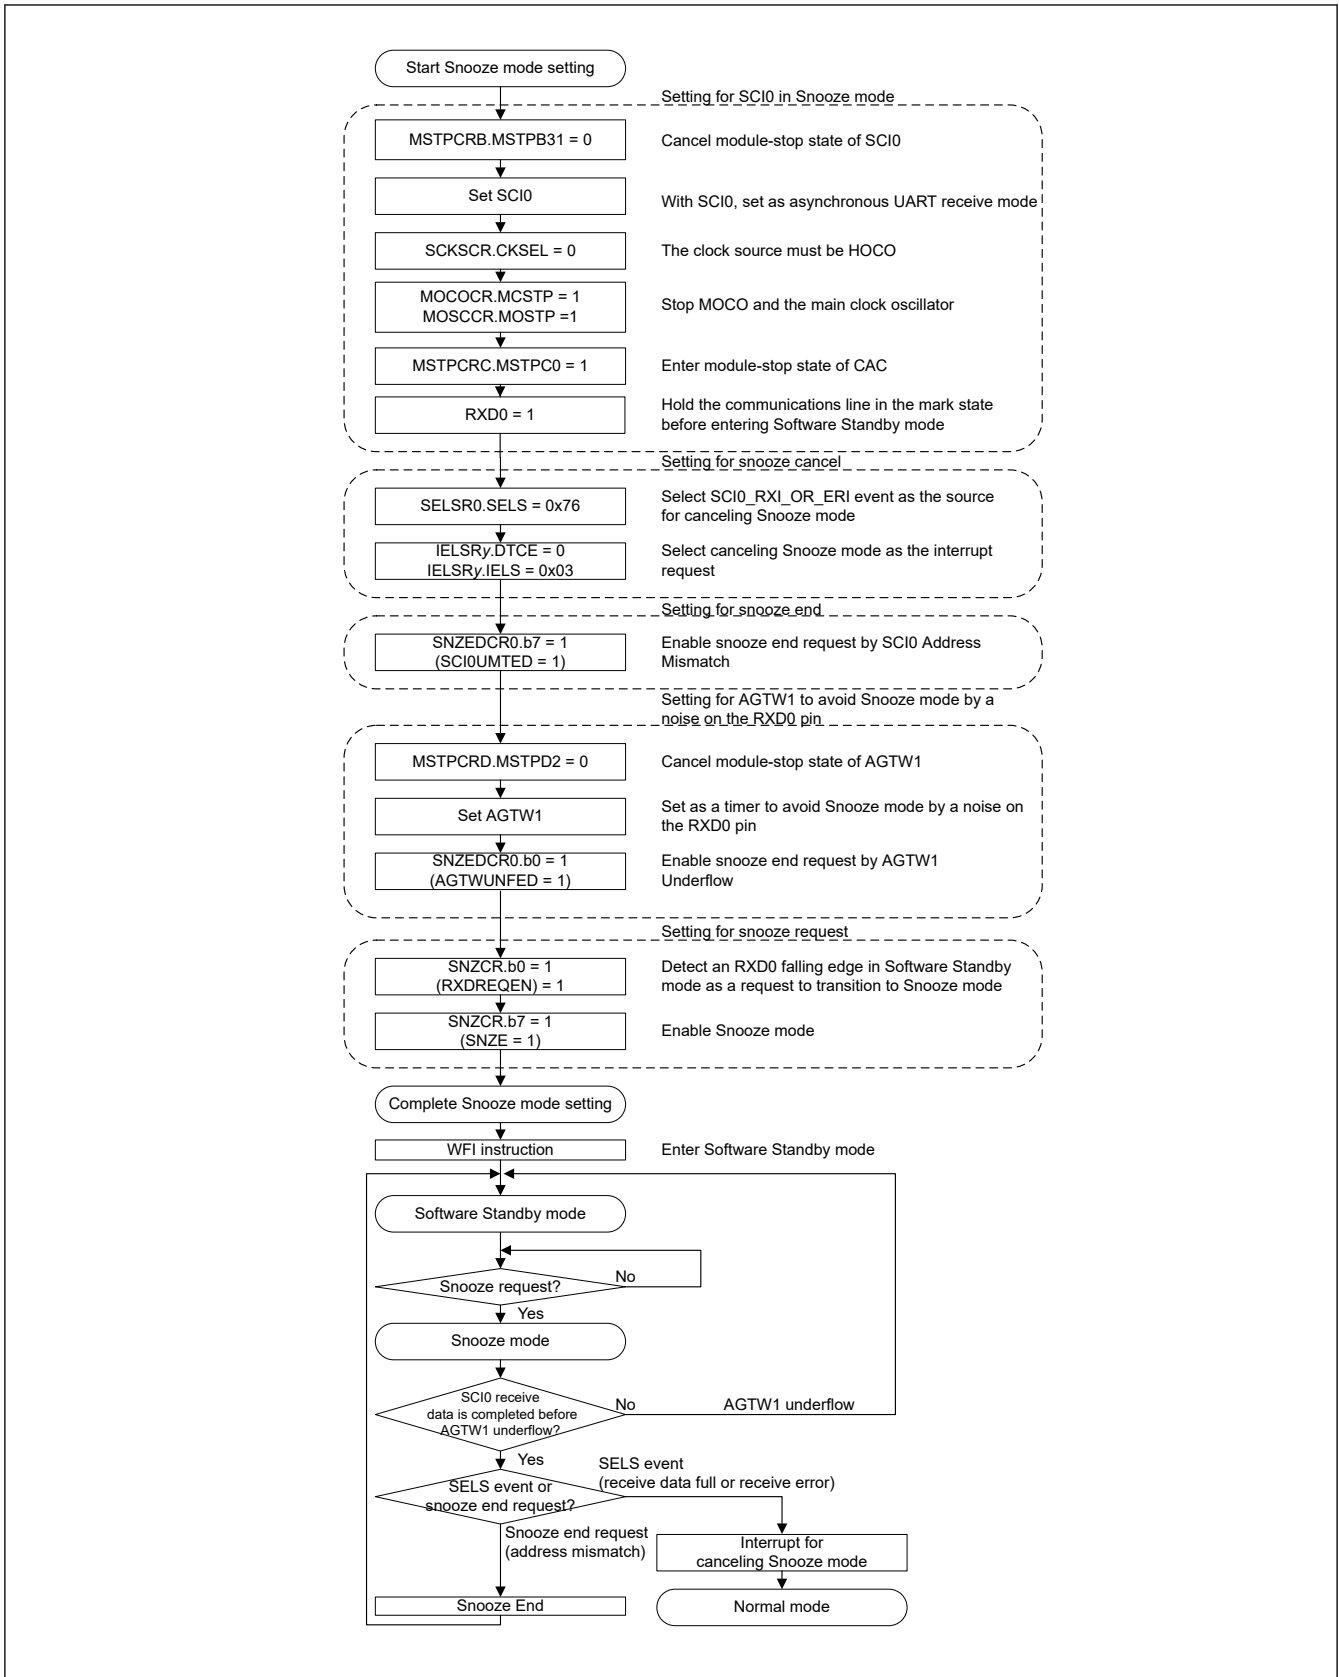 Start Snooze mode setting
Setting for SCI0 in Snooze mode
MSTPCRB.MSTPB31 = 0
Cancel module-stop state of SCI0
Set SCI0
With SCI0, set as asynchronous UART receive mode
SCKSCR.CKSEL = 0
The clock source must be HOCO
MOCOCR.MCSTP = 1
MOSCCR.MOSTP =1
Stop MOCO and the main clock oscillator
MSTPCRC.MSTPC0 = 1
Enter module-stop state of CAC
RXD0 = 1
Hold the communications line in the mark state
before entering Software Standby mode
Setting for snooze cancel
SELSR0.SELS = 0x76
Select SCI0_RXI_OR_ERI event as the source
for canceling Snooze mode
IELSRy.DTCE = 0
IELSRy.IELS = 0x03
Select canceling Snooze mode as the interrupt
request
Setting for snooze end
SNZEDCR0.b7 = 1
(SCI0UMTED = 1)
Enable snooze end request by SCI0 Address
Mismatch
Setting for AGTW1 to avoid Snooze mode by a
noise on the RXD0 pin
MSTPCRD.MSTPD2 = 0
Cancel module-stop state of AGTW1
Set AGTW1
Set as a timer to avoid Snooze mode by a noise on
the RXD0 pin
SNZEDCR0.b0 = 1
(AGTWUNFED = 1)
Enable snooze end request by AGTW1
Underflow
Setting for snooze request
SNZCR.b0 = 1
(RXDREQEN) = 1
Detect an RXD0 falling edge in Software Standby
mode as a request to transition to Snooze mode
SNZCR.b7 = 1
(SNZE = 1)
Enable Snooze mode
Complete Snooze mode setting
WFI instruction
Enter Software Standby mode
Software Standby mode
Snooze request?
No
Yes
Snooze mode
SCI0 receive
data is completed before
AGTW1 underflow?
No
AGTW1 underflow
Yes
SELS event or
snooze end request?
SELS event
(receive data full or receive error)
Snooze end request
(address mismatch)
Interrupt for
canceling Snooze mode
Snooze End
Normal mode